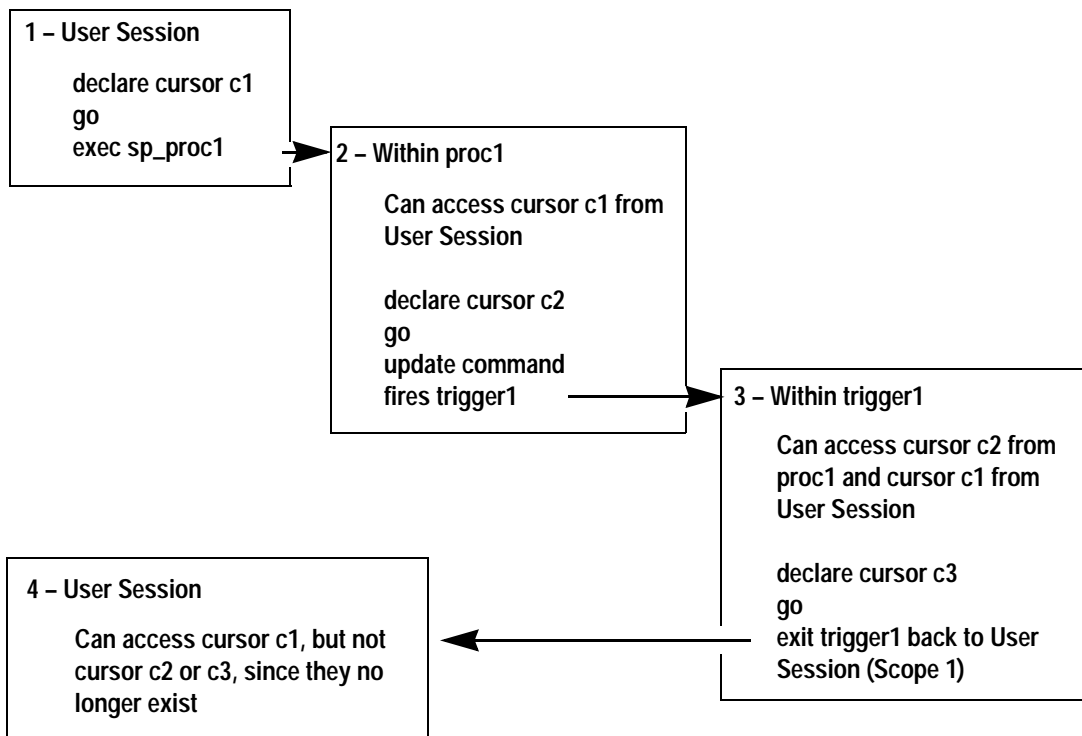 1 – User Session
declare cursor c1
go
exec sp_proc1
2 – Within proc1
Can access cursor c1 from
User Session
declare cursor c2
go
update command
fires trigger1
3 – Within trigger1
Can access cursor c2 from
proc1 and cursor c1 from
User Session
declare cursor c3
go
exit trigger1 back to User
Session (Scope 1)
4 – User Session
Can access cursor c1, but not
cursor c2 or c3, since they no
longer exist